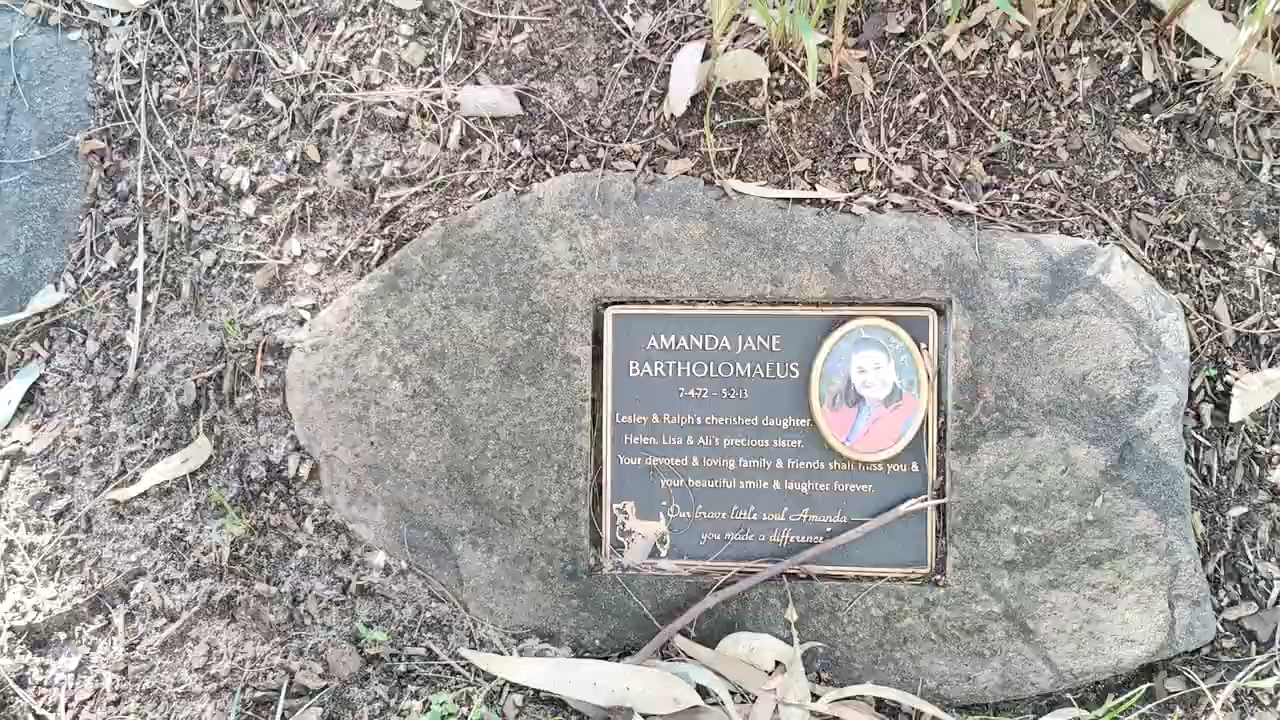 AMANDA JANE
BARTHOLOMAEUS
7-4-72 – 5-2-13
Lesley & Ralph's cherished daughter.
Helen, Lisa & Ali's precious sister.
Your devoted & loving family & friends shall miss you &
your beautiful smile & laughter forever.
"Our brave little soul Amanda —
you made a difference"